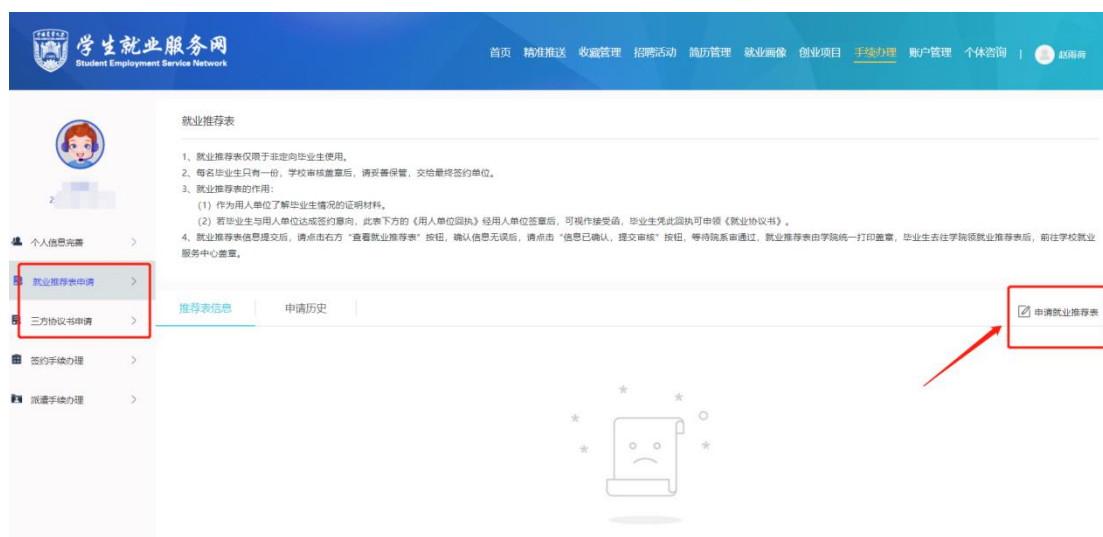 学生就业服务网
Student Employment Service Network
首页 精准推送 收藏管理 招聘活动 简历管理 就业画像 创业项目 手续办理 账户管理 个体咨询 |
就业推荐表
1、就业推荐表仅限于非定向毕业生使用。
2、每名毕业生只有一份，学校审核盖章后，请妥善保管，交给最终签约单位。
3、就业推荐表的作用：
（1）作为用人单位了解毕业生情况的证明材料。
（2）若毕业生与用人单位达成签约意向，此表下方的《用人单位回执》经用人单位签章后，可视作接受函，毕业生凭此回执可申领《就业协议书》。
4、就业推荐表信息提交后，请点击右方“查看就业推荐表”按钮，确认信息无误后，请点击“信息已确认，提交审核”按钮，等待院系审通过，就业推荐表由学院统一打印盖章，毕业生去往学院领就业推荐表后，前往学校就业
服务中心盖章。
2
个人信息完善
就业推荐表申请
三方协议书申请
签约手续办理
派遣手续办理
推荐表信息 申请历史
申请就业推荐表